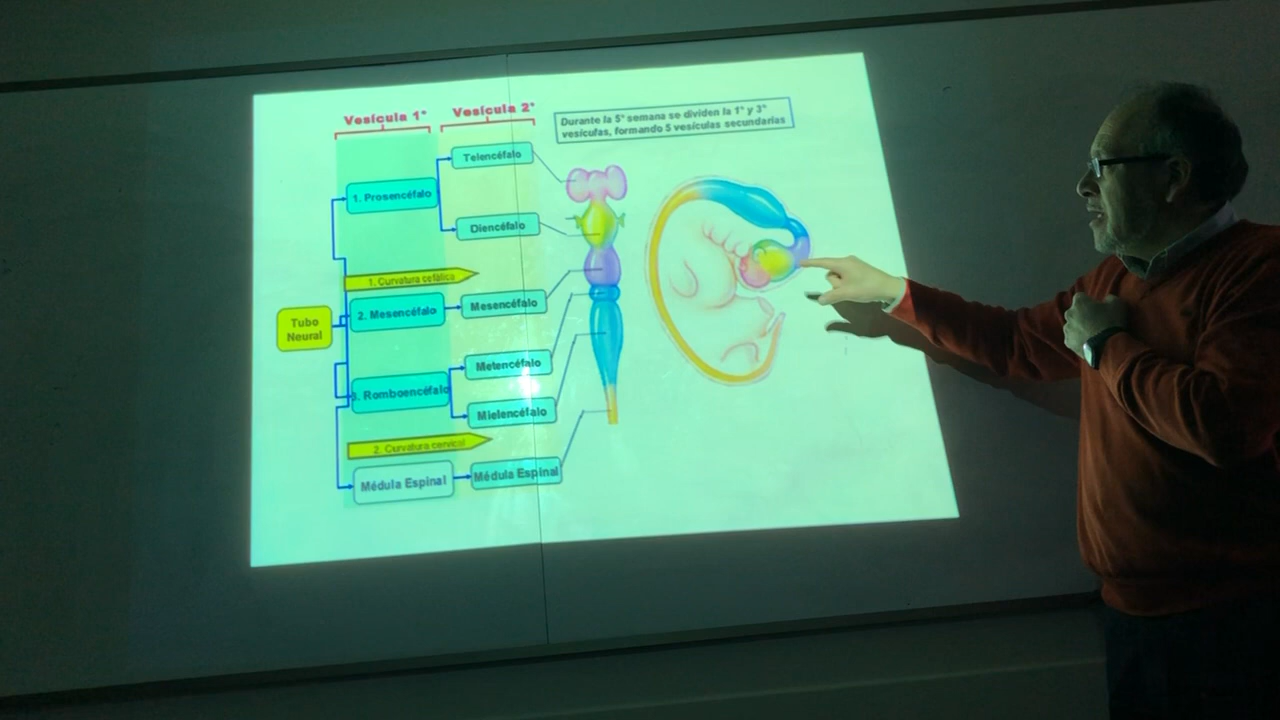 Vesícula 1°
Vesícula 2°
Durante la 5° semana se dividen la 1° y 3°
vesículas, formando 5 vesículas secundarias
Telencéfalo
1. Prosencéfalo
Diencéfalo
1. Curvatura cefálica
Tubo
Neural
2. Mesencéfalo
Mesencéfalo
Metencéfalo
3. Romboencéfalo
Mielencéfalo
2. Curvatura cervical
Médula Espinal
Médula Espinal